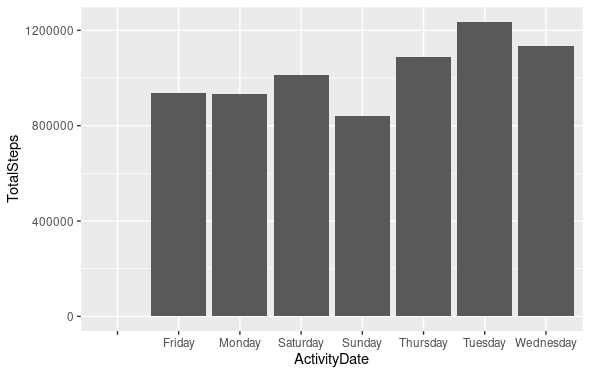 TotalSteps
1200000
800000
400000
0
Friday Monday Saturday Sunday Thursday Tuesday Wednesday
ActivityDate